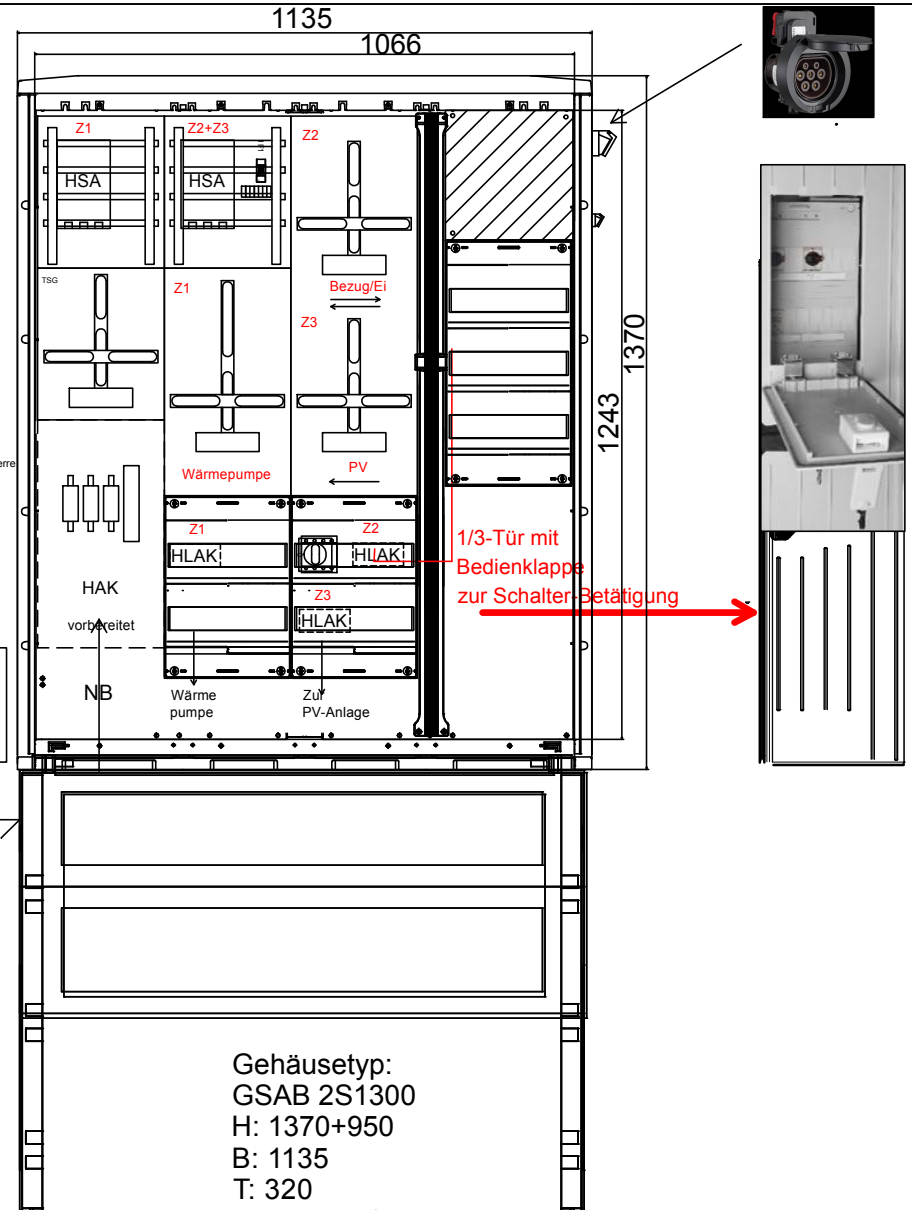 1135
1066
Z1
Z2+Z3
Z2
HSA
HSA
TSG
Z1
Bezug/Ei
Z3
1370
1243
Wärmepumpe
PV
erre
Z1
Z2
HLAK
HLAK
1/3-Tür mit
Bedienklappe
zur Schalter-Betätigung
HAK
Z3
HLAK
vorbereitet
NB
Wärme
pumpe
Zur
PV-Anlage
Gehäusetyp:
GSAB 2S1300
H: 1370+950
B: 1135
T: 320